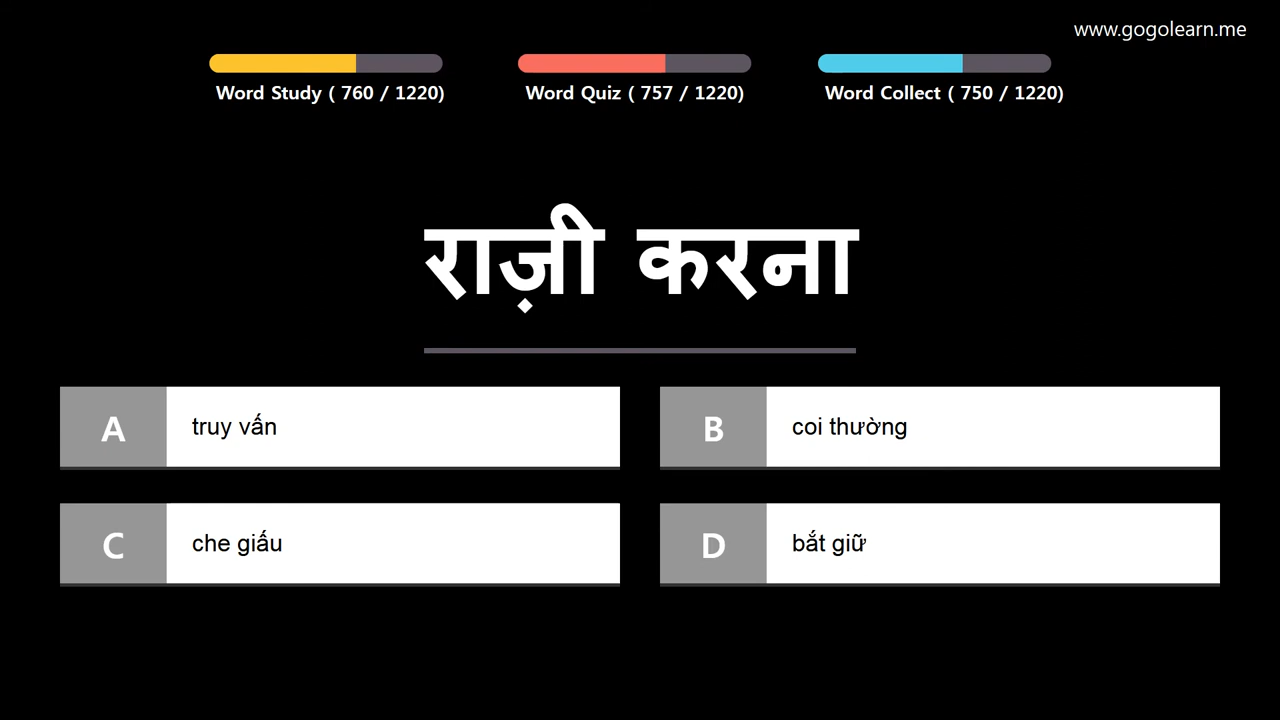 www.gogolearn.me
Word Study ( 760 / 1220)
Word Quiz ( 757 / 1220)
Word Collect ( 750 / 1220)
राज़ी करना
A truy vấn
B coi thường
C che giấu
D bắt giữ